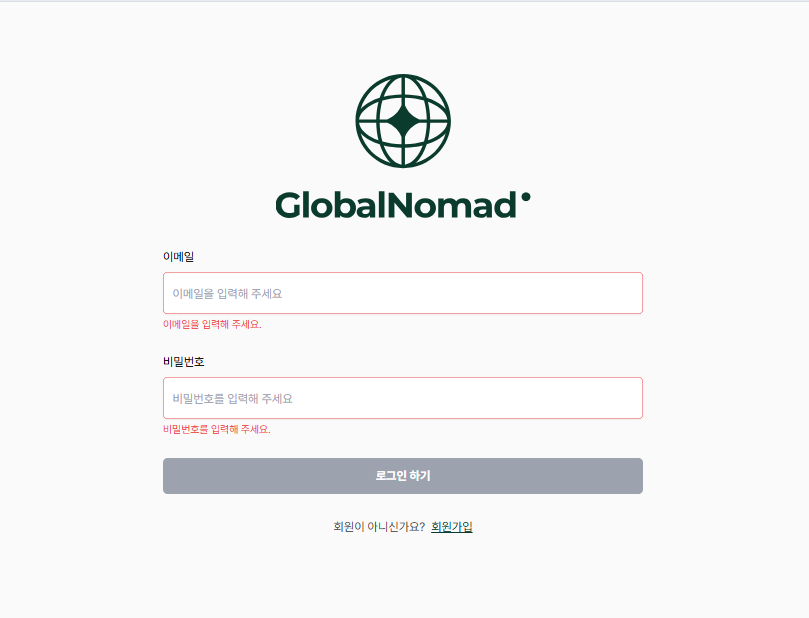 GlobalNomad
이메일
이메일을 입력해 주세요
이메일을 입력해 주세요.
비밀번호
비밀번호를 입력해 주세요
비밀번호를 입력해 주세요.
로그인 하기
회원이 아니신가요? 회원가입